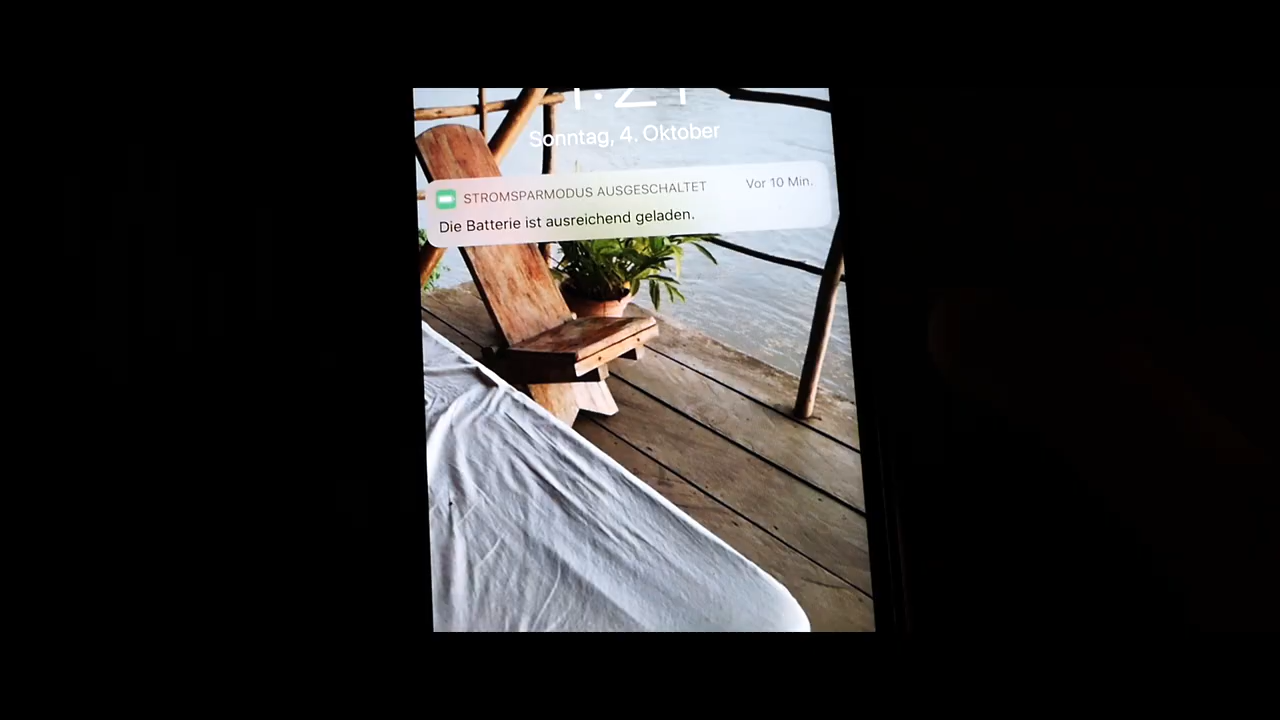 Sonntag, 4. Oktober
STROMSPARMODUS AUSGESCHALTET Vor 10 Min.
Die Batterie ist ausreichend geladen.